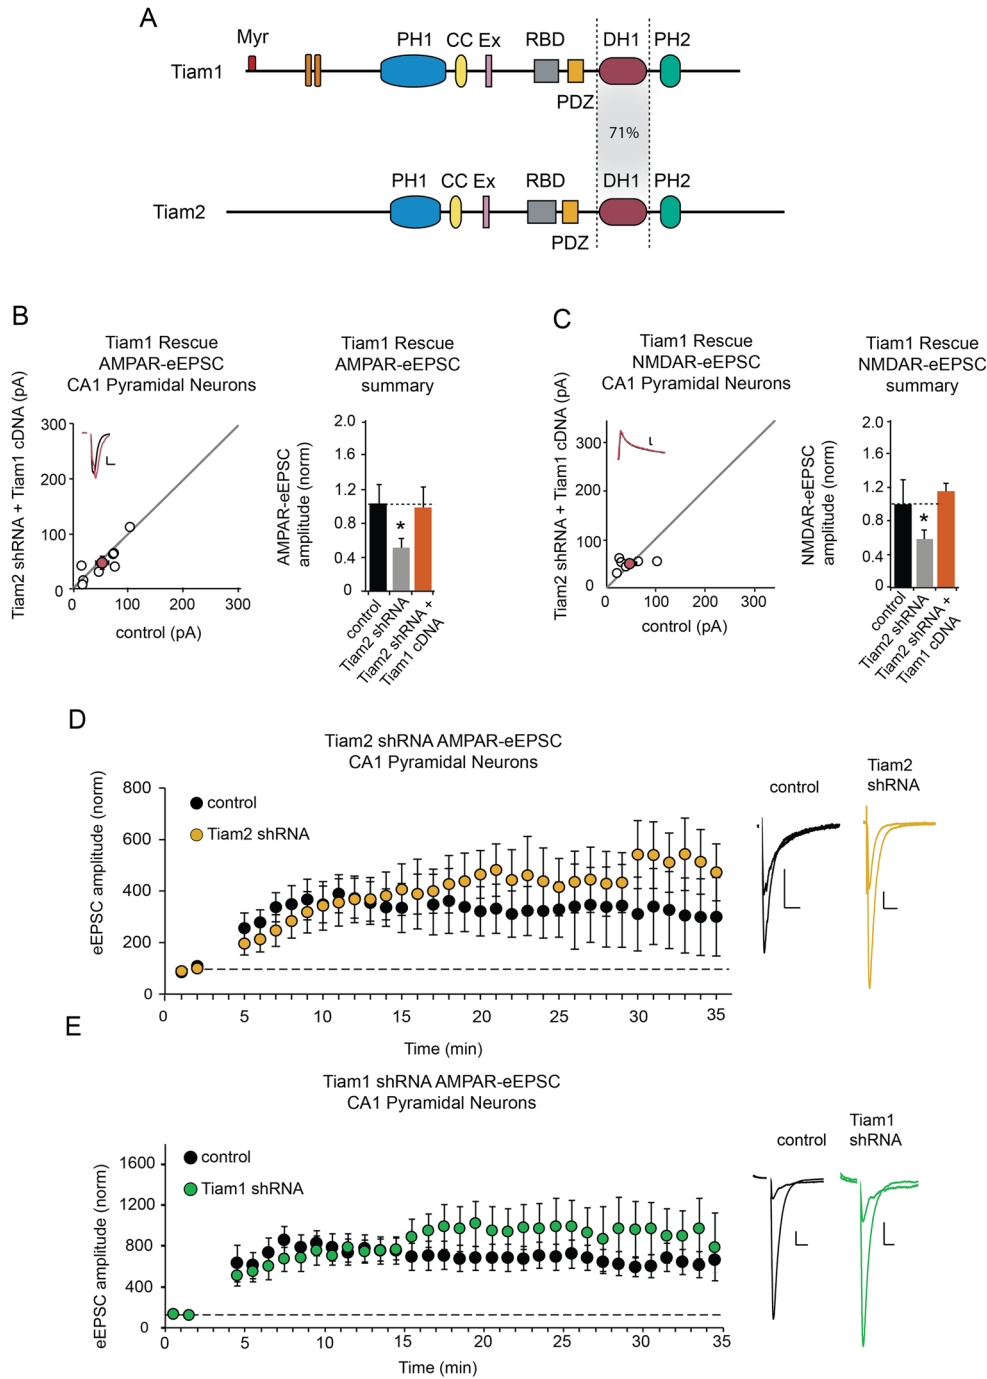 A
Myr PH1 CC Ex RBD DH1 PH2
Tiam1
PDZ
71%
PH1 CC Ex RBD DH1 PH2
Tiam2
PDZ
B
Tiam1 Rescue
AMPAR-eEPSC
CA1 Pyramidal Neurons
Tiam2 shRNA + Tiam1 cDNA (pA)
300
200
100
0
0 100 200 300
control (pA)
Tiam1 Rescue
AMPAR-eEPSC
summary
AMPAR-eEPSC
amplitude (norm)
2.0
1.2
0.8
0.4
0
*
control
Tiam2 shRNA
Tiam2 shRNA +
Tiam1 cDNA
C
Tiam1 Rescue
NMDAR-eEPSC
CA1 Pyramidal Neurons
Tiam2 shRNA + Tiam1 cDNA (pA)
300
200
100
0
0 100 200 300
control (pA)
Tiam1 Rescue
NMDAR-eEPSC
summary
NMDAR-eEPSC
amplitude (norm)
2.0
1.2
0.8
0.4
0
*
control
Tiam2 shRNA
Tiam2 shRNA +
Tiam1 cDNA
D
Tiam2 shRNA AMPAR-eEPSC
CA1 Pyramidal Neurons
eEPSC amplitude (norm)
800
600
400
200
0
control
Tiam2 shRNA
0 5 10 15 20 25 30 35
Time (min)
control
Tiam2
shRNA
E
Tiam1 shRNA AMPAR-eEPSC
CA1 Pyramidal Neurons
eEPSC amplitude (norm)
1600
1200
800
400
0
control
Tiam1 shRNA
0 5 10 15 20 25 30 35
Time (min)
control
Tiam1
shRNA